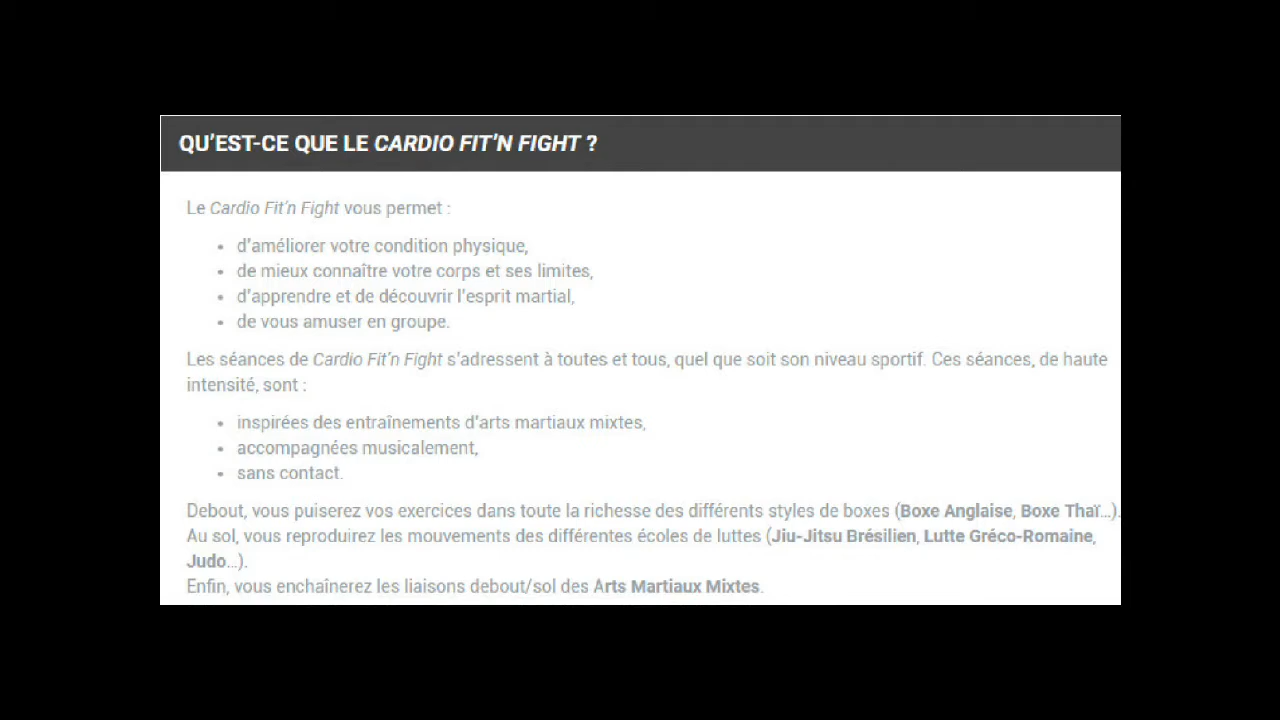 QU'EST-CE QUE LE CARDIO FIT'N FIGHT ?
Le Cardio Fit'n Fight vous permet :
• d'améliorer votre condition physique,
• de mieux connaître votre corps et ses limites,
• d'apprendre et de découvrir l'esprit martial,
• de vous amuser en groupe.
Les séances de Cardio Fit'n Fight s'adressent à toutes et tous, quel que soit son niveau sportif. Ces séances, de haute
intensité, sont :
• inspirées des entraînements d'arts martiaux mixtes,
• accompagnées musicalement,
• sans contact.
Debout, vous puiserez vos exercices dans toute la richesse des différents styles de boxes (Boxe Anglaise, Boxe Thaï...).
Au sol, vous reproduirez les mouvements des différentes écoles de luttes (Jiu-Jitsu Brésilien, Lutte Gréco-Romaine,
Judo...).
Enfin, vous enchaînerez les liaisons debout/sol des Arts Martiaux Mixtes.